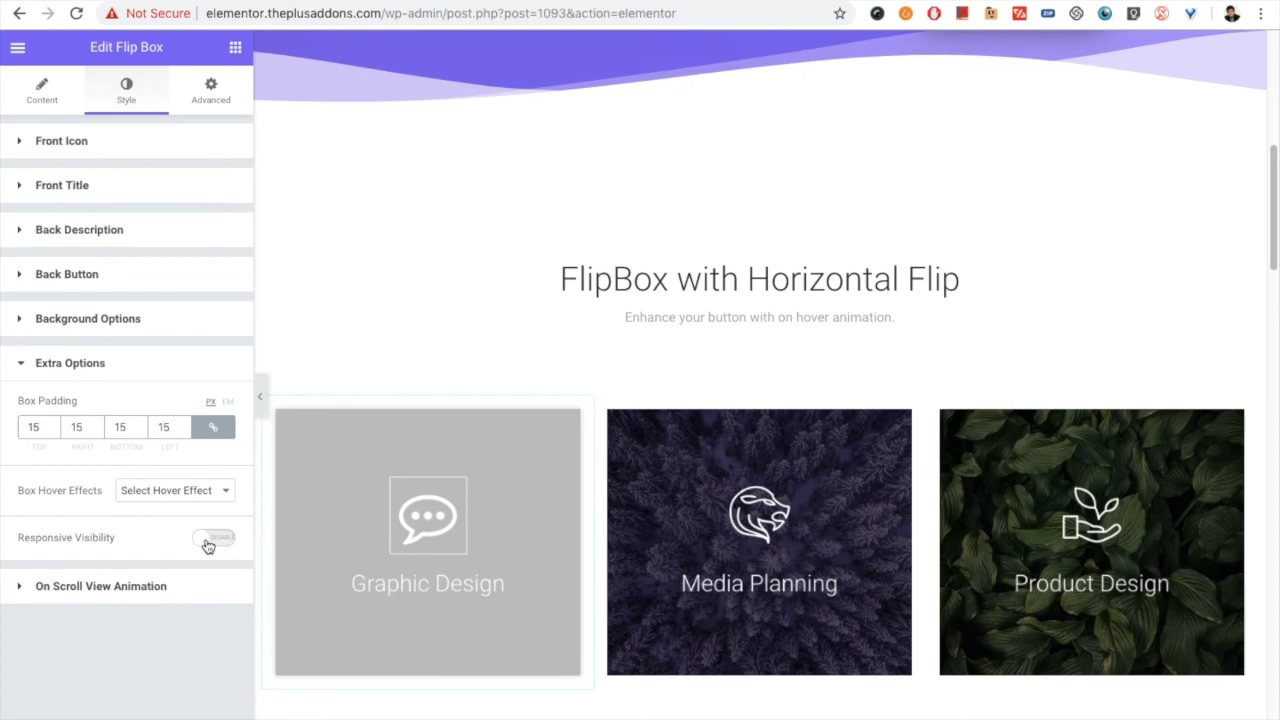 Not Secure
elementor.theplusaddons.com/wp-admin/post.php?post=1093&action=elementor
ZIP
Edit Flip Box
Content
Style
Advanced
Front Icon
Front Title
Back Description
Back Button
Background Options
Extra Options
Box Padding
PX EM
15 15 15 15
TOP RIGHT BOTTOM LEFT
Box Hover Effects
Select Hover Effect
Responsive Visibility
DISABLE
On Scroll View Animation
FlipBox with Horizontal Flip
Enhance your button with on hover animation.
Graphic Design
Media Planning
Product Design